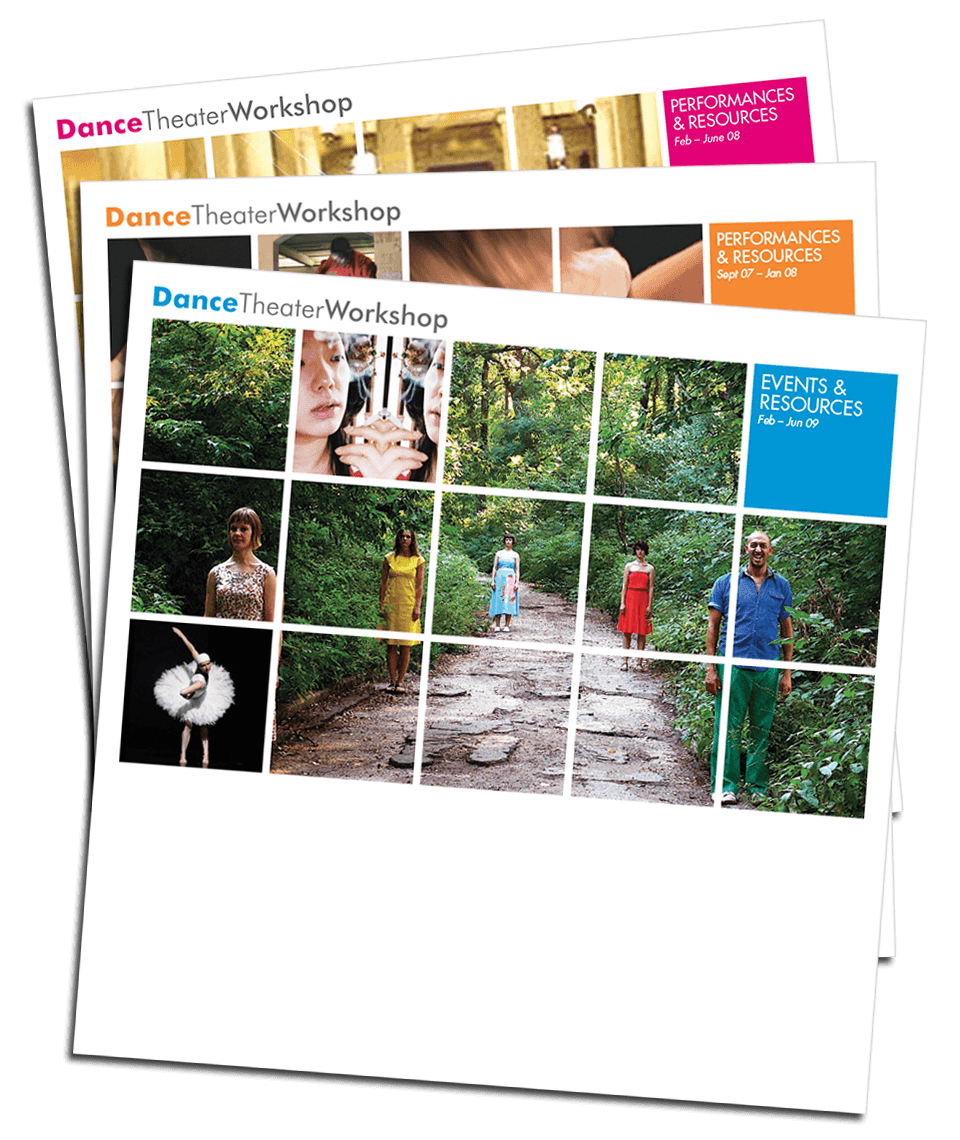 DanceTheaterWorkshop
PERFORMANCES
& RESOURCES
Feb – June 08
DanceTheaterWorkshop
PERFORMANCES
& RESOURCES
Sept 07 – Jan 08
DanceTheaterWorkshop
EVENTS &
RESOURCES
Feb – Jun 09